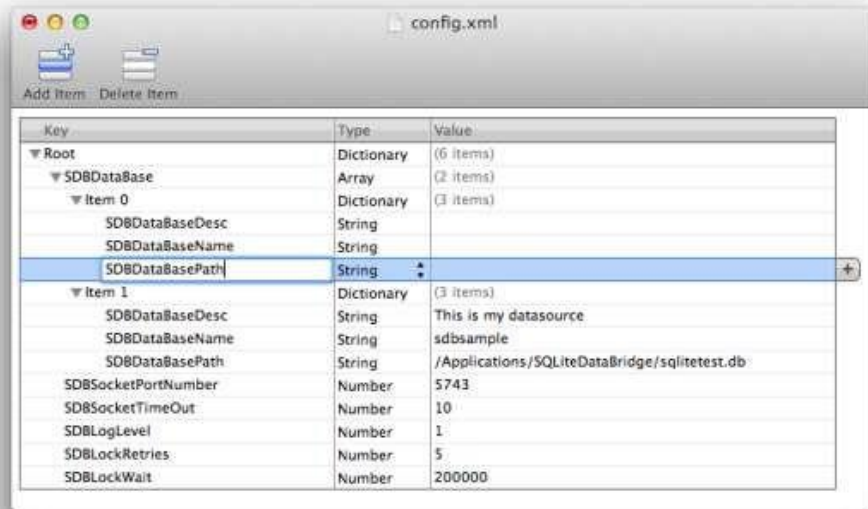 config.xml
Add Item Delete Item
Key Type Value
Root Dictionary (6 items)
SDBDataBase Array (2 items)
Item 0 Dictionary (3 items)
SDBDataBaseDesc String
SDBDataBaseName String
SDBDataBasePath String
Item 1 Dictionary (3 items)
SDBDataBaseDesc String This is my datasource
SDBDataBaseName String sdbsample
SDBDataBasePath String /Applications/SQLiteDataBridge/sqlitetest.db
SDBSocketPortNumber Number 5743
SDBSocketTimeOut Number 10
SDBLogLevel Number 1
SDBLockRetries Number 5
SDBLockWait Number 200000